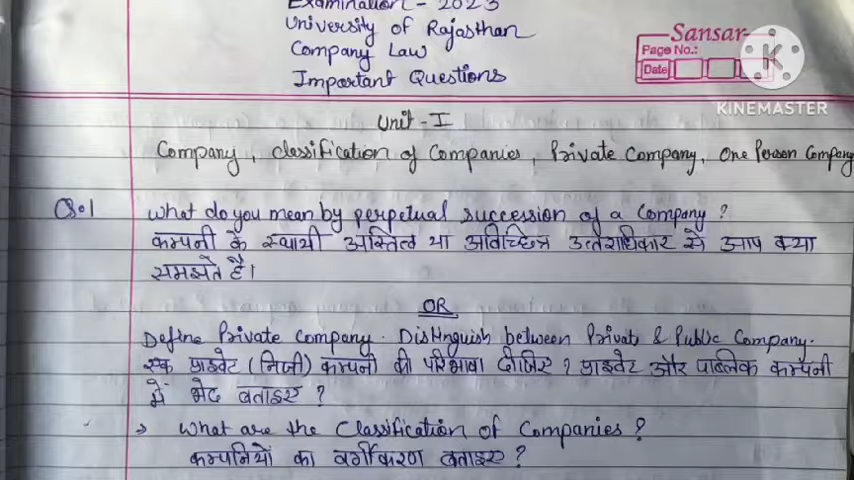 Examination - 2023
University of Rajasthan
Company Law
Important Questions
Sansar
Page No.:
Date
K
KINEMASTER
Unit - I
Company, classification of Companies, Private Company, One Person Company
Q.1 What do you mean by perpetual succession of a Company ?
कम्पनी के स्थायी अस्तित्व या अविच्छिन्न उत्तराधिकार से आप क्या
समझते है।
OR
Define Private Company. Distinguish between Private & Public Company.
एक प्राइवेट (निजी) कम्पनी की परिभाषा दीजिए ? प्राइवेट और पब्लिक कम्पनी
में भेद बताइए ?
→ What are the Classification of Companies ?
कम्पनियों का वर्गीकरण बताइए ?